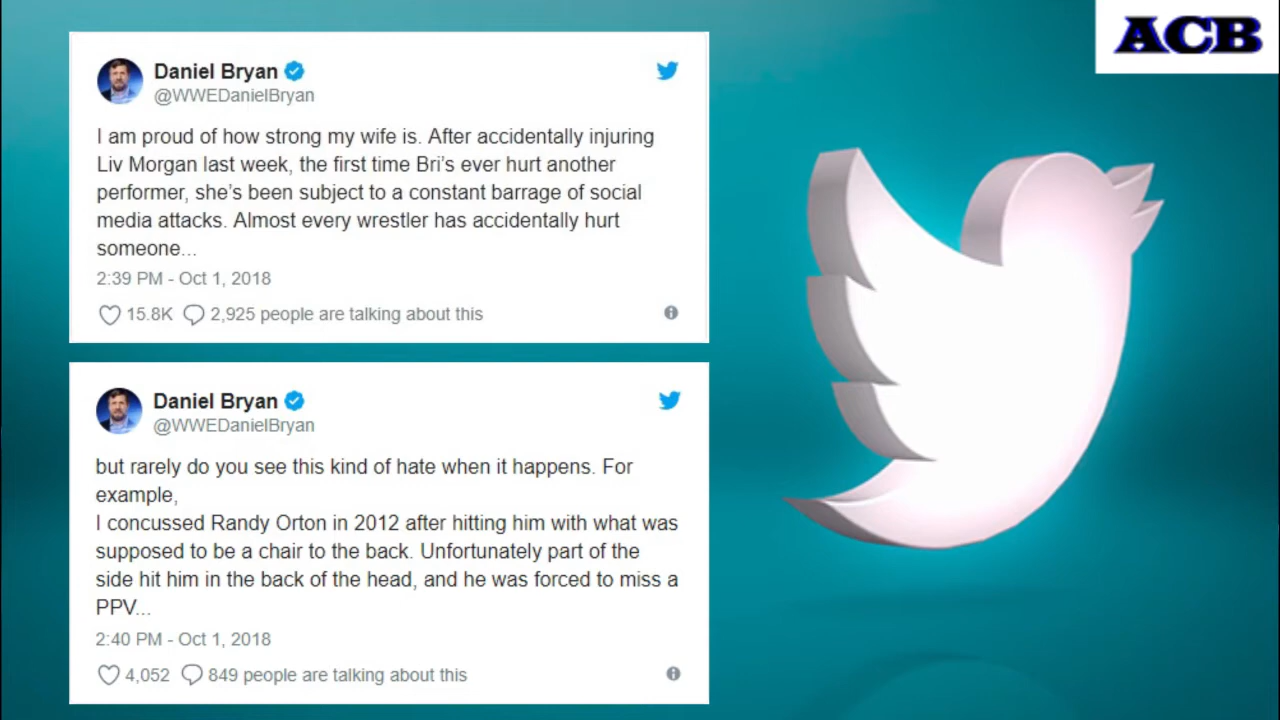 ACB
Daniel Bryan
@WWEDanielBryan
I am proud of how strong my wife is. After accidentally injuring
Liv Morgan last week, the first time Bri's ever hurt another
performer, she's been subject to a constant barrage of social
media attacks. Almost every wrestler has accidentally hurt
someone...
2:39 PM - Oct 1, 2018
15.8K 2,925 people are talking about this
Daniel Bryan
@WWEDanielBryan
but rarely do you see this kind of hate when it happens. For
example,
I concussed Randy Orton in 2012 after hitting him with what was
supposed to be a chair to the back. Unfortunately part of the
side hit him in the back of the head, and he was forced to miss a
PPV...
2:40 PM - Oct 1, 2018
4,052 849 people are talking about this